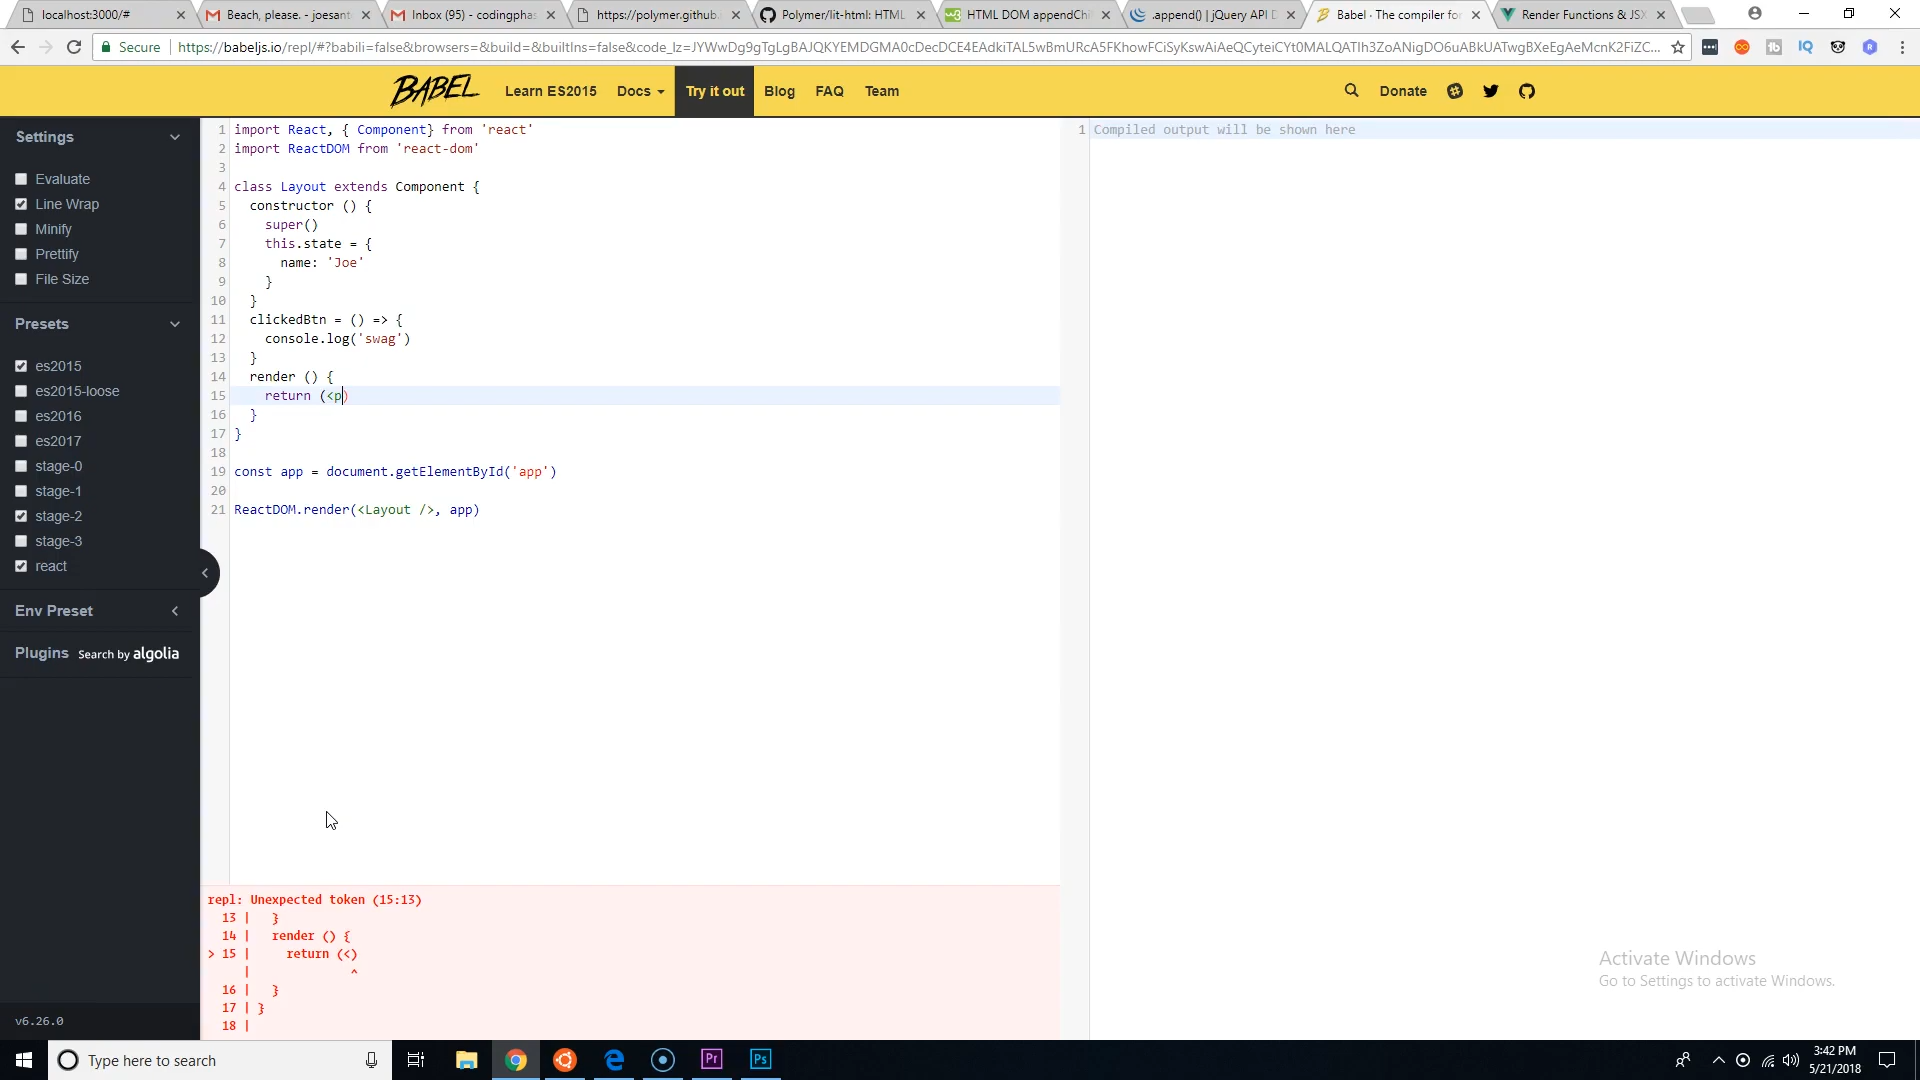 localhost:3000/#
Beach, please. - joesant
Inbox (95) - codingphas
https://polymer.github.
Polymer/lit-html: HTML
HTML DOM appendChi
.append() | jQuery API D
Babel · The compiler for
Render Functions & JSX
Secure
https://babeljs.io/repl/#?babili=false&browsers=&build=&builtIns=false&code_lz=JYWwDg9gTgLgBAJQKYEMDGMA0cDecDCE4EAdkiTAL5wBmURcA5FKhowFCiSyKswAiAeQCyteiCYt0MALQATIh3ZoANigDO6uABkUATwgBXeEgAeMcnK2FiZC...
BABEL
Learn ES2015
Docs
Try it out
Blog
FAQ
Team
Donate
Settings
Evaluate
Line Wrap
Minify
Prettify
File Size
Presets
es2015
es2015-loose
es2016
es2017
stage-0
stage-1
stage-2
stage-3
react
Env Preset
Plugins Search by algolia
v6.26.0
1 import React, { Component} from 'react'
2 import ReactDOM from 'react-dom'
3
4 class Layout extends Component {
5 constructor () {
6 super()
7 this.state = {
8 name: 'Joe'
9 }
10 }
11 clickedBtn = () => {
12 console.log('swag')
13 }
14 render () {
15 return (<p)
16 }
17 }
18
19 const app = document.getElementById('app')
20
21 ReactDOM.render(<Layout />, app)
1 Compiled output will be shown here
repl: Unexpected token (15:13)
13 | }
14 | render () {
> 15 | return (<)
| ^
16 | }
17 | }
18 |
Activate Windows
Go to Settings to activate Windows.
Type here to search
Pr
Ps
3:42 PM
5/21/2018